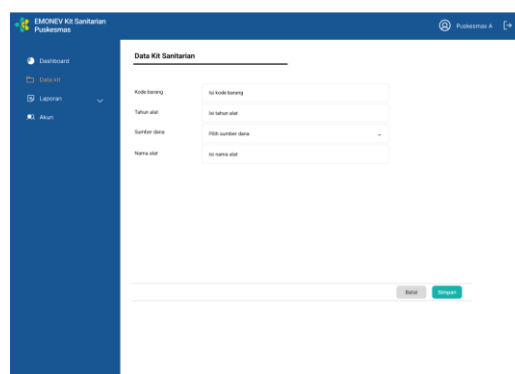 EMONEV Kit Sanitarian
Puskesmas
Puskesmas A
Dashboard
Data kit
Laporan
Akun
Data Kit Sanitarian
Kode barang
Isi kode barang
Tahun alat
Isi tahun alat
Sumber dana
Pilih sumber dana
Nama alat
Isi nama alat
Batal
Simpan